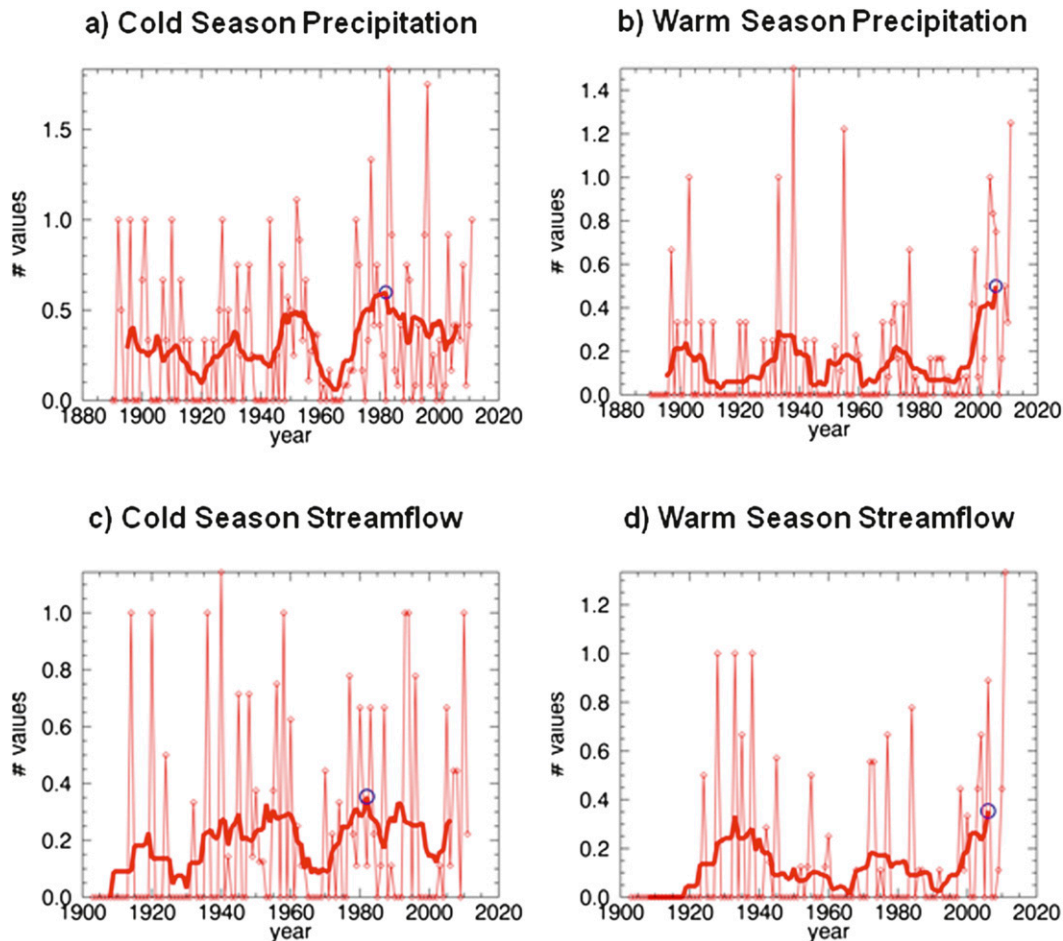 a) Cold Season Precipitation
# values
1.5
1.0
0.5
0.0
1880 1900 1920 1940 1960 1980 2000 2020
year
b) Warm Season Precipitation
# values
1.4
1.2
1.0
0.8
0.6
0.4
0.2
0.0
1880 1900 1920 1940 1960 1980 2000 2020
year
c) Cold Season Streamflow
# values
1.0
0.8
0.6
0.4
0.2
0.0
1900 1920 1940 1960 1980 2000 2020
year
d) Warm Season Streamflow
# values
1.2
1.0
0.8
0.6
0.4
0.2
0.0
1900 1920 1940 1960 1980 2000 2020
year